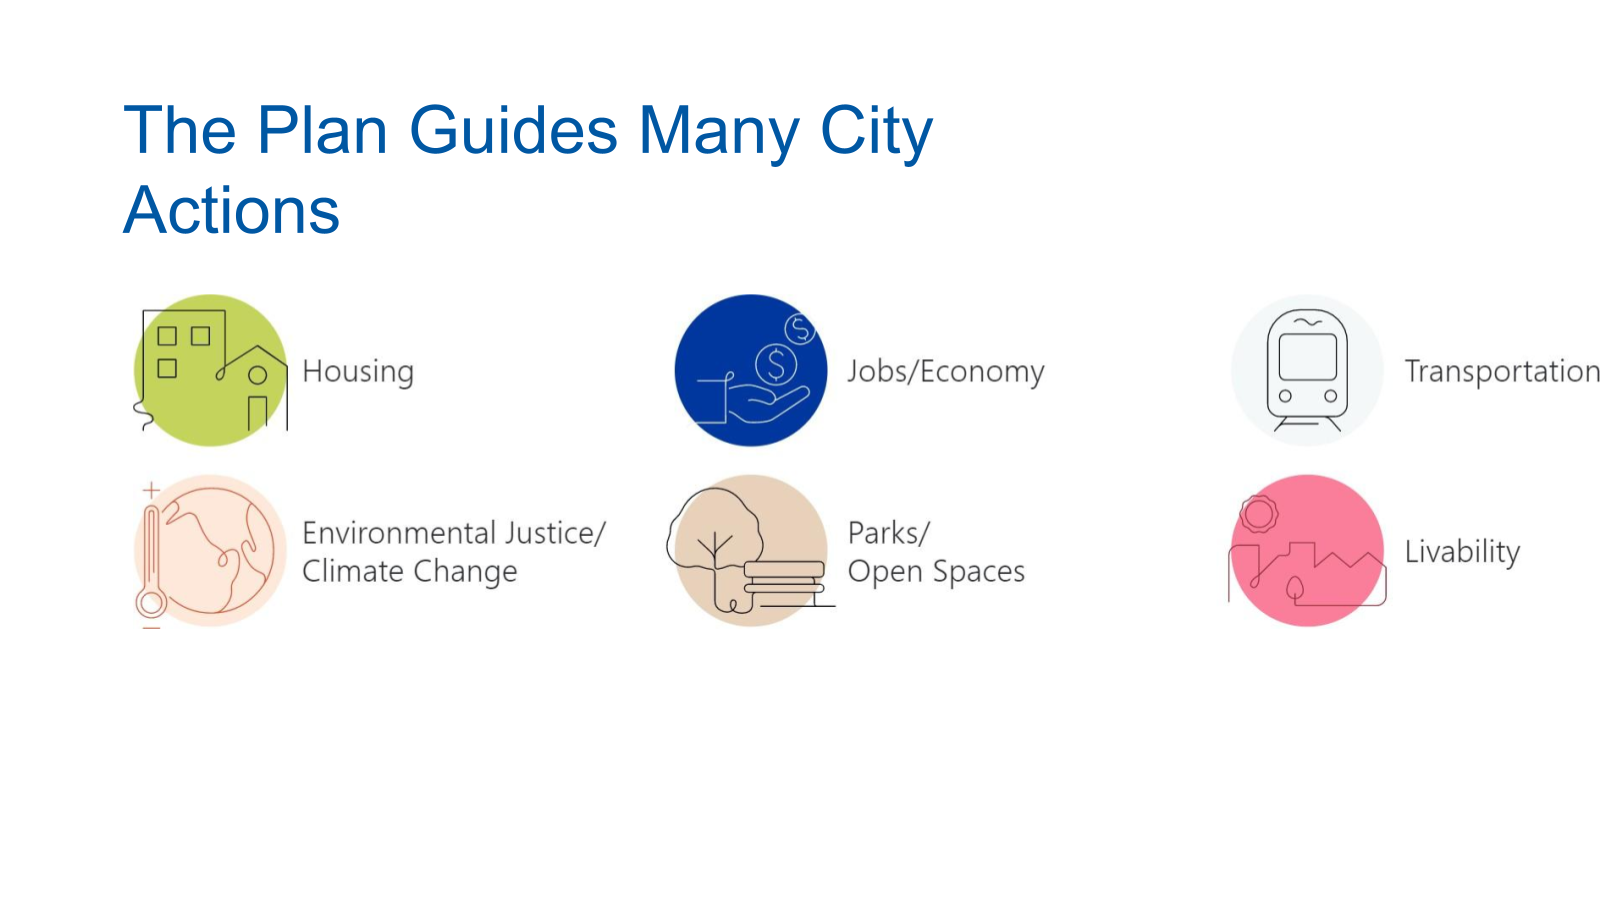 The Plan Guides Many City
Actions
Housing
Jobs/Economy
Transportation
Environmental Justice/
Climate Change
Parks/
Open Spaces
Livability